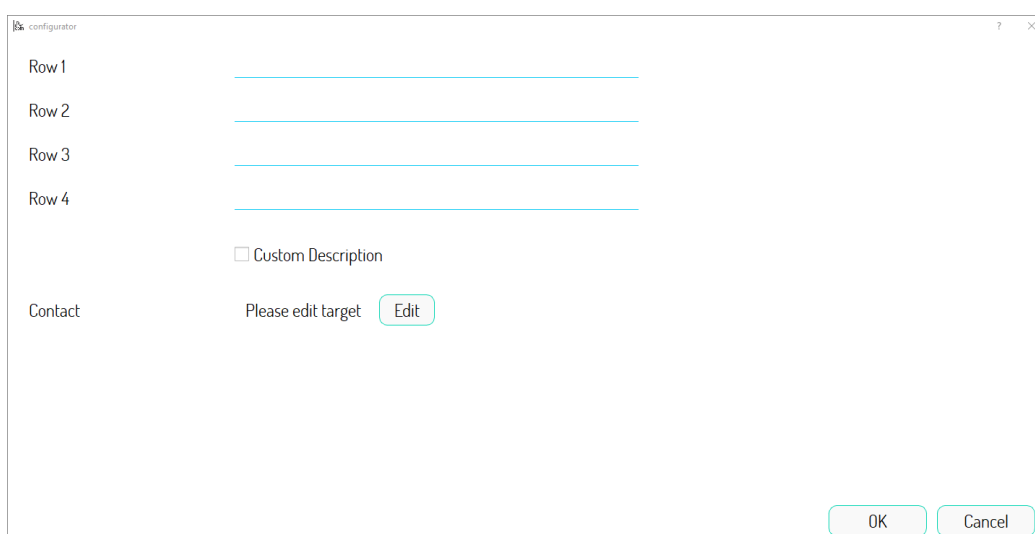 configurator ?
Row 1
Row 2
Row 3
Row 4
Custom Description
Contact Please edit target Edit
OK Cancel